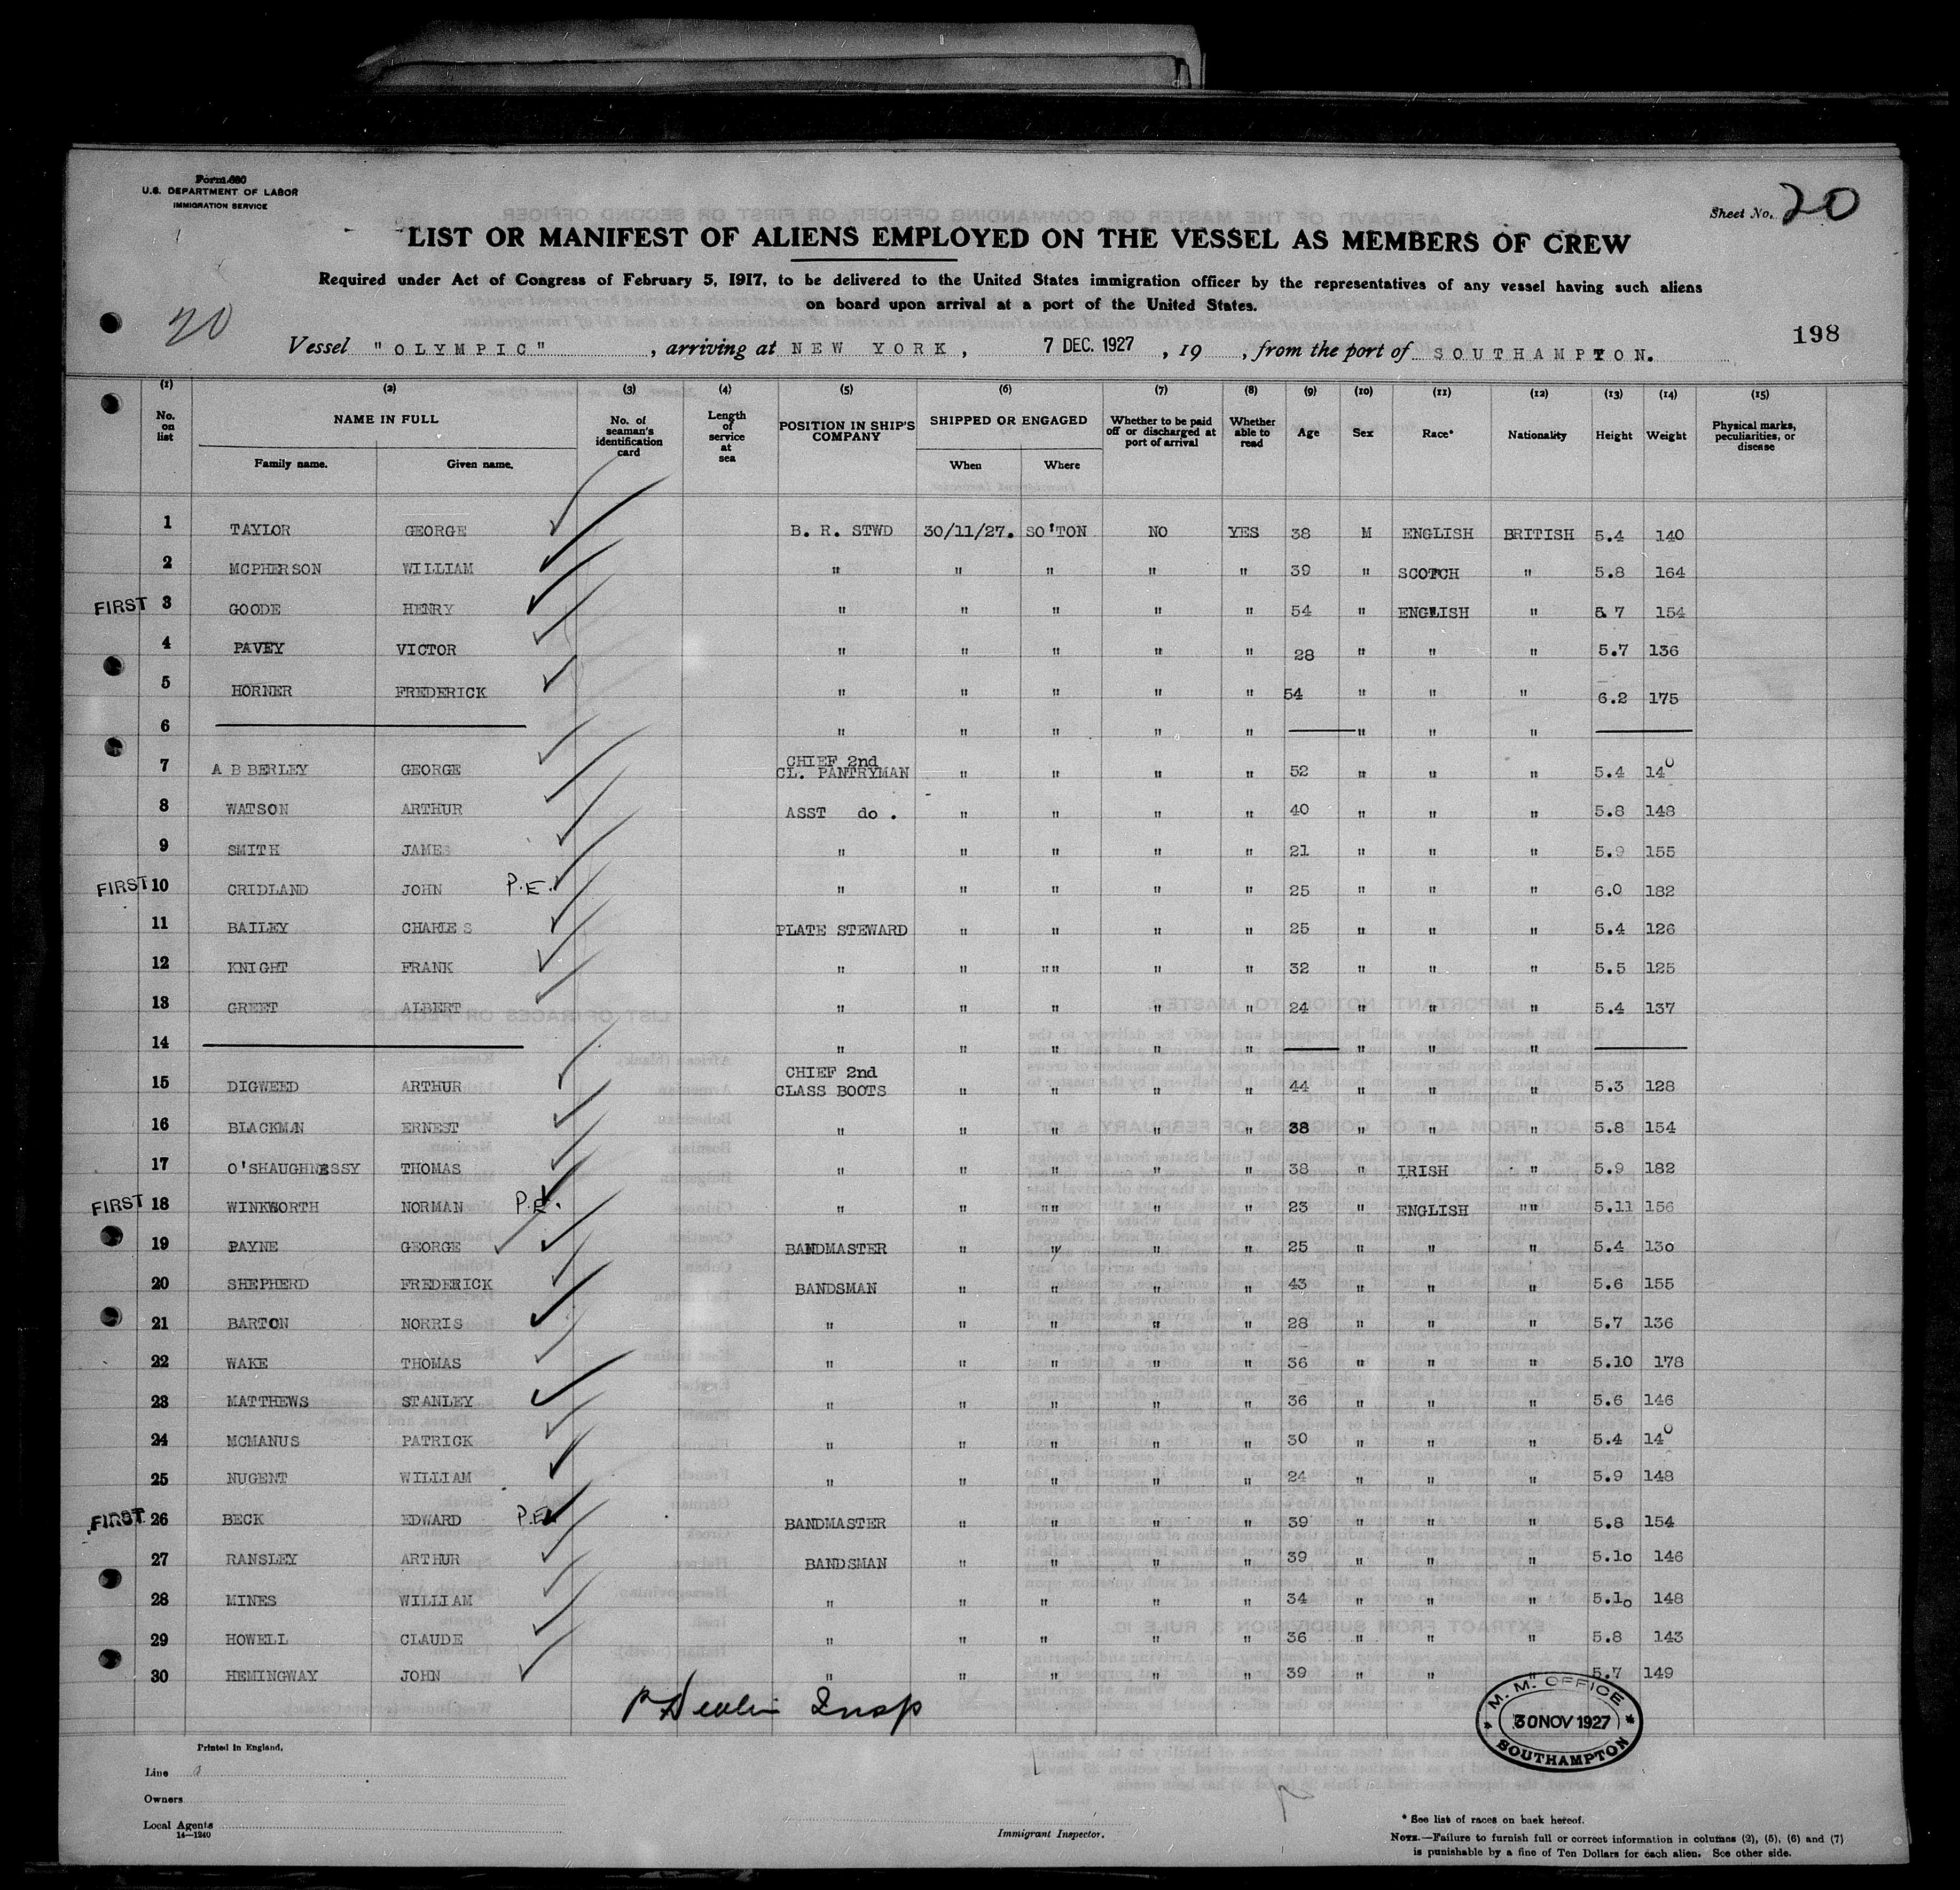 Form 680
U.S. DEPARTMENT OF LABOR
IMMIGRATION SERVICE
Sheet No. 20
LIST OR MANIFEST OF ALIENS EMPLOYED ON THE VESSEL AS MEMBERS OF CREW
Required under Act of Congress of February 5, 1917, to be delivered to the United States immigration officer by the representatives of any vessel having such aliens
on board upon arrival at a port of the United States.
20
198
Vessel "OLYMPIC", arriving at NEW YORK, 7 DEC. 1927, 19 , from the port of SOUTHAMPTON.
(1) (2) (3) (4) (5) (6) (7) (8) (9) (10) (11) (12) (13) (14) (15)
No. on list NAME IN FULL Family name. Given name. No. of seaman's identification card Length of service at sea POSITION IN SHIP'S COMPANY SHIPPED OR ENGAGED When Where Whether to be paid off or discharged at port of arrival Whether able to read Age Sex Race* Nationality Height Weight Physical marks, peculiarities, or disease
1 TAYLOR GEORGE B. R. STWD 30/11/27. SO'TON NO YES 38 M ENGLISH BRITISH 5.4 140
2 MCPHERSON WILLIAM " " " " " 39 " SCOTCH " 5.8 164
FIRST 3 GOODE HENRY " " " " " 54 " ENGLISH " 5.7 154
4 PAVEY VICTOR " " " " " 28 " " " 5.7 136
5 HORNER FREDERICK " " " " " 54 " " " 6.2 175
6 " " " " " " " "
7 ABBERLEY GEORGE CHIEF 2nd CL. PANTRYMAN " " " " 52 " " " 5.4 140
8 WATSON ARTHUR ASST do. " " " " 40 " " " 5.8 148
9 SMITH JAMES " " " " " 21 " " " 5.9 155
FIRST 10 CRIDLAND JOHN P.E. " " " " " 25 " " " 6.0 182
11 BAILEY CHARLES PLATE STEWARD " " " " 25 " " " 5.4 126
12 KNIGHT FRANK " " "" " " 32 " " " 5.5 125
13 GREET ALBERT " " " " " 24 " " " 5.4 137
14 " " " " " " " "
15 DIGWEED ARTHUR CHIEF 2nd CLASS BOOTS " " " " 44 " " " 5.3 128
16 BLACKMAN ERNEST " " " " " 38 " " " 5.8 154
17 O'SHAUGHNESSY THOMAS " " " " " 38 " IRISH " 5.9 182
FIRST 18 WINKWORTH NORMAN P.E. " " "" " " 23 " ENGLISH "" 5.11 156
19 PAYNE GEORGE BANDMASTER " " " " 25 " " " 5.4 130
20 SHEPHERD FREDERICK BANDSMAN " " " " 43 " " " 5.6 155
21 BARTON NORRIS " " " " " 28 " " " 5.7 136
22 WAKE THOMAS " " " " " 36 " " " 5.10 178
23 MATTHEWS STANLEY " " " " " 36 " " " 5.6 146
24 MCMANUS PATRICK " " " " " 30 " " " 5.4 140
25 NUGENT WILLIAM " " " " " 24 " " " 5.9 148
FIRST 26 BECK EDWARD P.E. BANDMASTER " " " " 39 " " " 5.8 154
27 RANSLEY ARTHUR BANDSMAN " " " " 39 " " " 5.10 146
28 MINES WILLIAM " " " " " 34 " " " 5.10 148
29 HOWELL CLAUDE " " " " " 36 " " " 5.8 143
30 HEMINGWAY JOHN " " " " " 39 " " " 5.7 149
Insp
M. M. OFFICE
30 NOV 1927
SOUTHAMPTON
Printed in England.
Line
Owners
Local Agents
14—1240
Immigrant Inspector.
* See list of races on back hereof.
NOTE.—Failure to furnish full or correct information in columns (2), (5), (6) and (7)
is punishable by a fine of Ten Dollars for each alien. See other side.